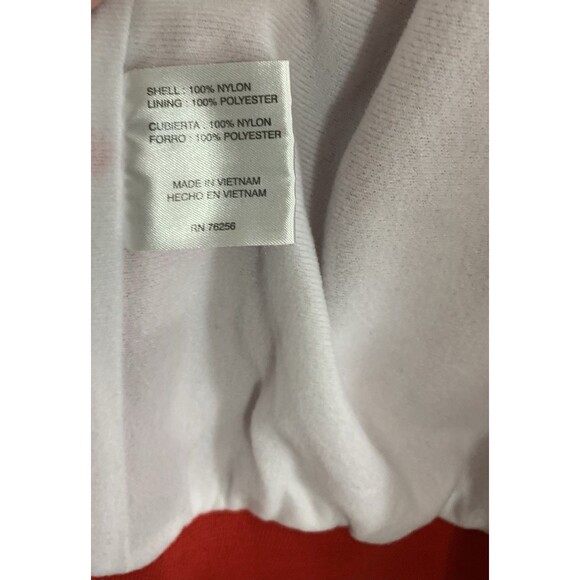 SHELL : 100% NYLON
LINING : 100% POLYESTER
CUBIERTA : 100% NYLON
FORRO : 100% POLYESTER
MADE IN VIETNAM
HECHO EN VIETNAM
RN 76256